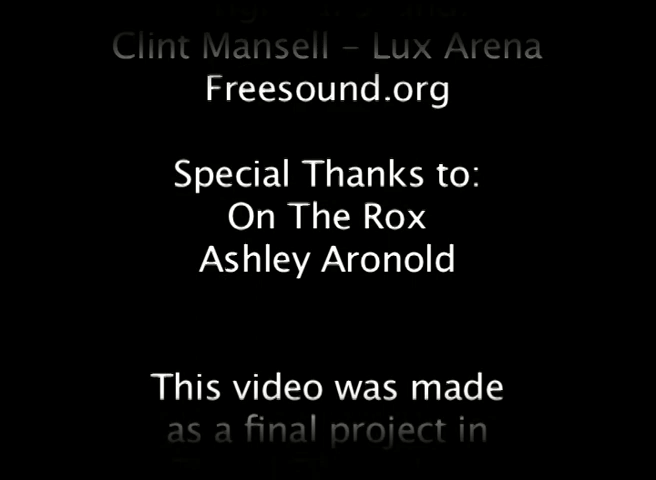 Clint Mansell - Lux Arena
Freesound.org
Special Thanks to:
On The Rox
Ashley Aronold
This video was made
as a final project in